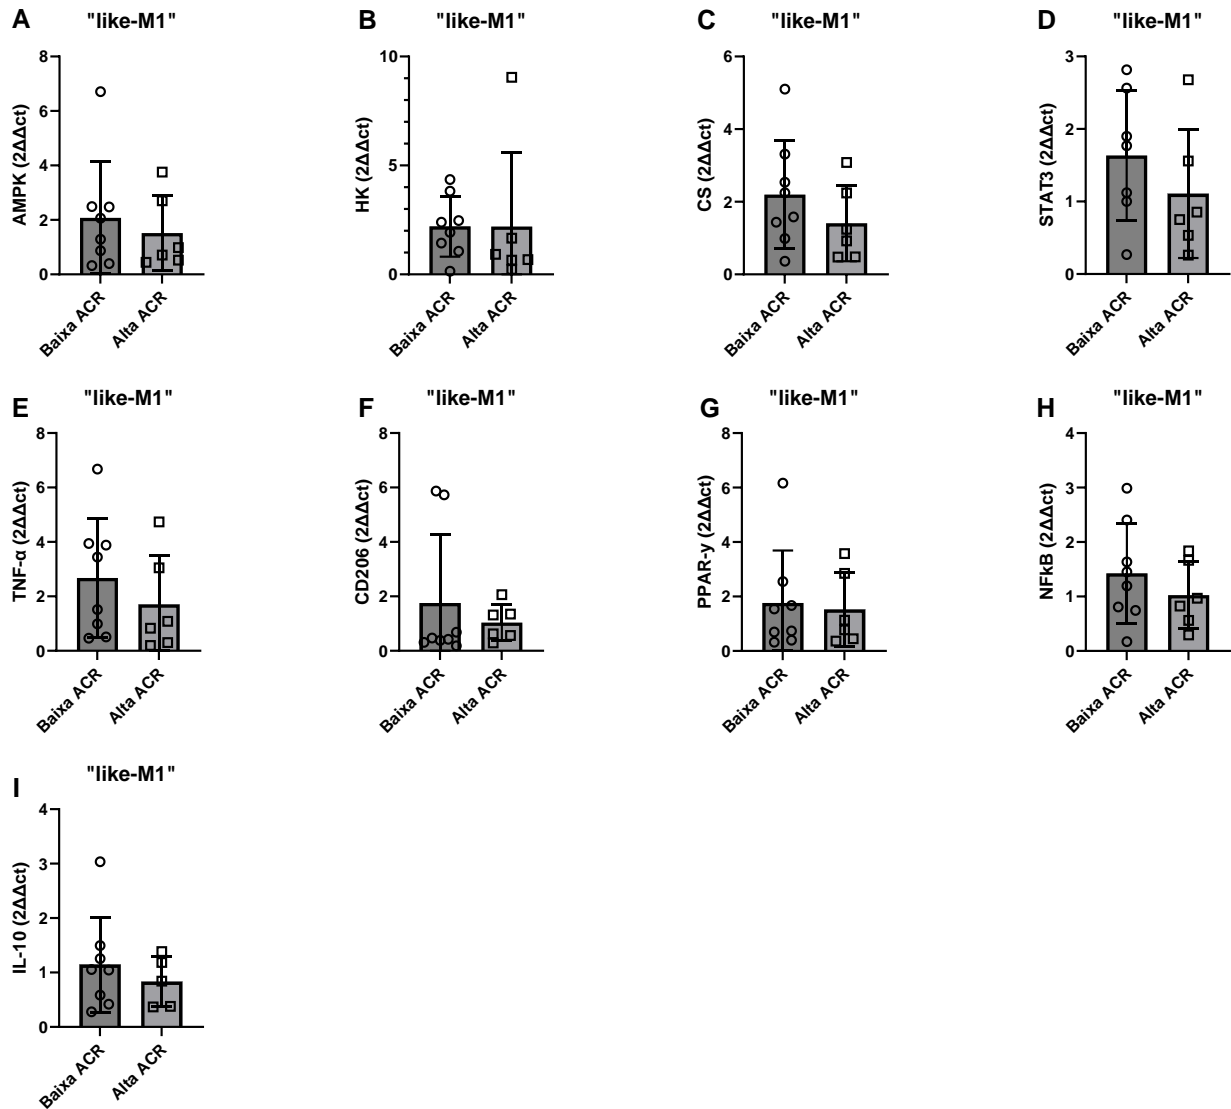 A
"like-M1"
AMPK (2ΔΔct)
8
6
4
2
0
Baixa ACR
Alta ACR
B
"like-M1"
HK (2ΔΔct)
10
5
0
Baixa ACR
Alta ACR
C
"like-M1"
CS (2ΔΔct)
6
4
2
0
Baixa ACR
Alta ACR
D
"like-M1"
STAT3 (2ΔΔct)
3
2
1
0
Baixa ACR
Alta ACR
E
"like-M1"
TNF-α (2ΔΔct)
8
6
4
2
0
Baixa ACR
Alta ACR
F
"like-M1"
CD206 (2ΔΔct)
8
6
4
2
0
Baixa ACR
Alta ACR
G
"like-M1"
PPAR-y (2ΔΔct)
8
6
4
2
0
Baixa ACR
Alta ACR
H
"like-M1"
NFkB (2ΔΔct)
4
3
2
1
0
Baixa ACR
Alta ACR
I
"like-M1"
IL-10 (2ΔΔct)
4
3
2
1
0
Baixa ACR
Alta ACR